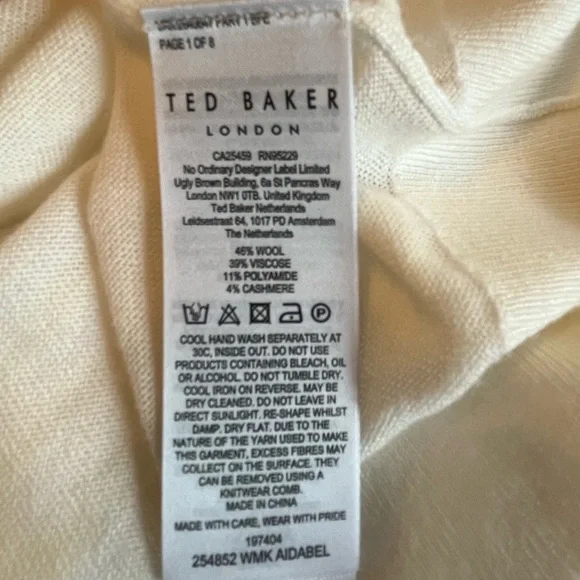 PAGE 1 OF 8
TED BAKER
LONDON
CA25459 RN95229
No Ordinary Designer Label Limited
Ugly Brown Building, 6a St Pancras Way
London NW1 0TB. United Kingdom
Ted Baker Netherlands
Leidsestraat 64, 1017 PD Amsterdam
The Netherlands
46% WOOL
39% VISCOSE
11% POLYAMIDE
4% CASHMERE
P
COOL HAND WASH SEPARATELY AT
30C, INSIDE OUT. DO NOT USE
PRODUCTS CONTAINING BLEACH, OIL
OR ALCOHOL. DO NOT TUMBLE DRY.
COOL IRON ON REVERSE. MAY BE
DRY CLEANED. DO NOT LEAVE IN
DIRECT SUNLIGHT. RE-SHAPE WHILST
DAMP. DRY FLAT. DUE TO THE
NATURE OF THE YARN USED TO MAKE
THIS GARMENT, EXCESS FIBRES MAY
COLLECT ON THE SURFACE. THEY
CAN BE REMOVED USING A
KNITWEAR COMB.
MADE IN CHINA
MADE WITH CARE, WEAR WITH PRIDE
197404
254852 WMK AIDABEL